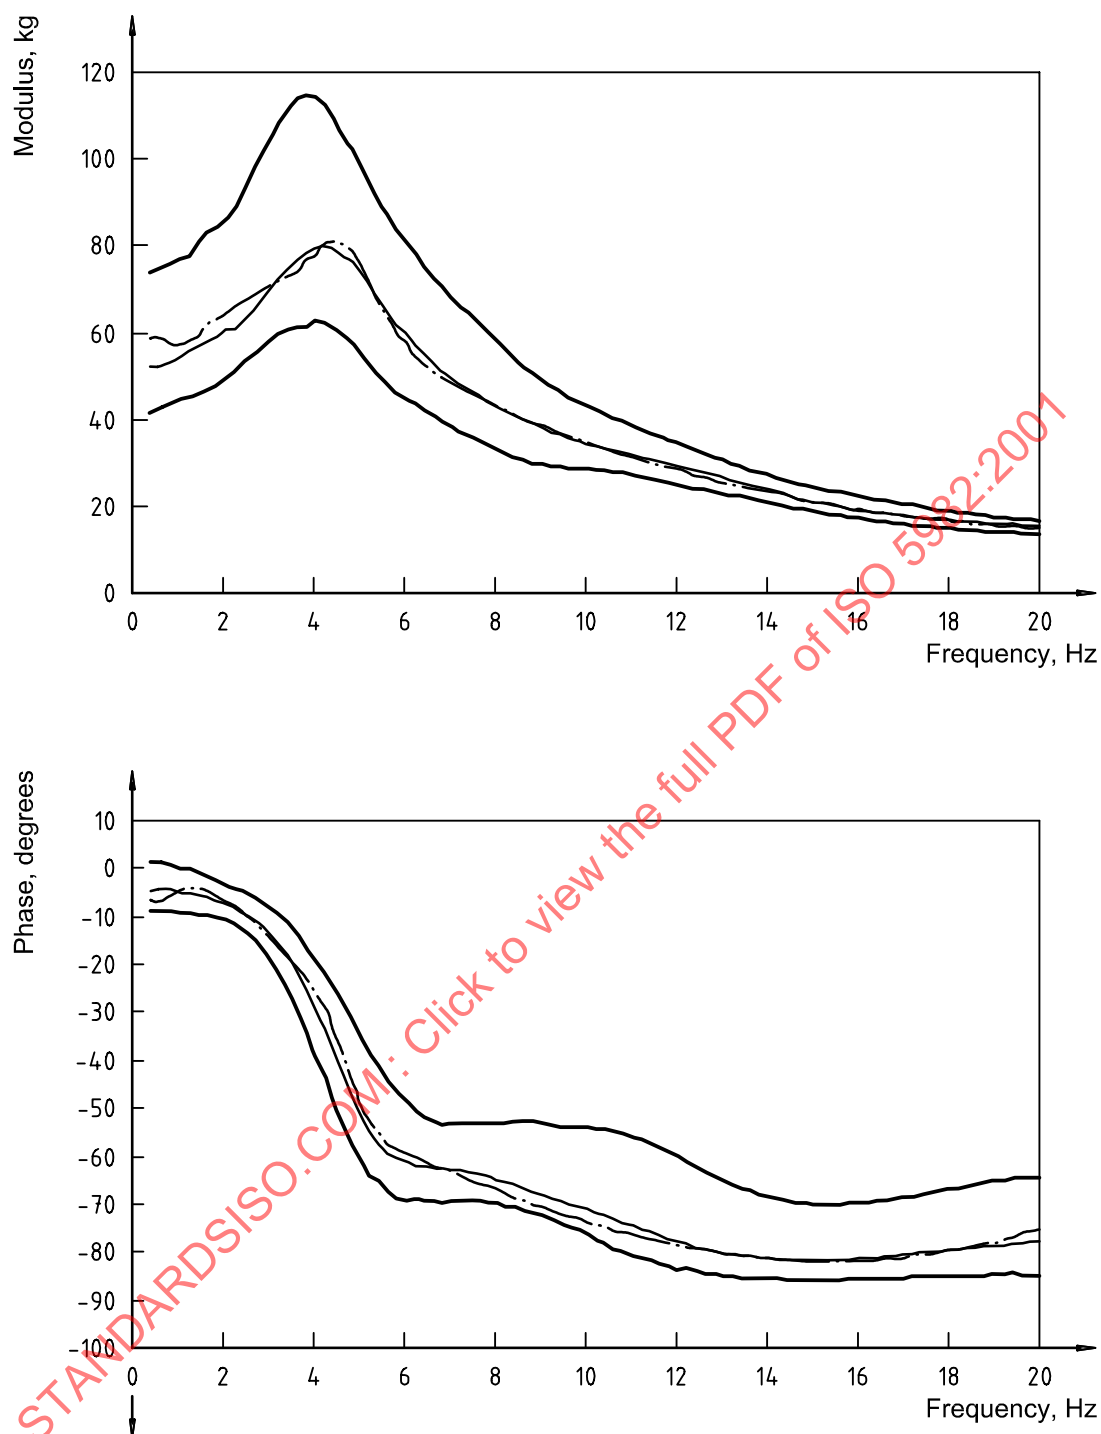 Modulus, kg
120
100
80
60
40
20
0
0 2 4 6 8 10 12 14 16 18 20
Frequency, Hz
Phase, degrees
10
0
-10
-20
-30
-40
-50
-60
-70
-80
-90
-100
0 2 4 6 8 10 12 14 16 18 20
Frequency, Hz
STANDARDSISO.COM : Click to view the full PDF of ISO 5982:2001